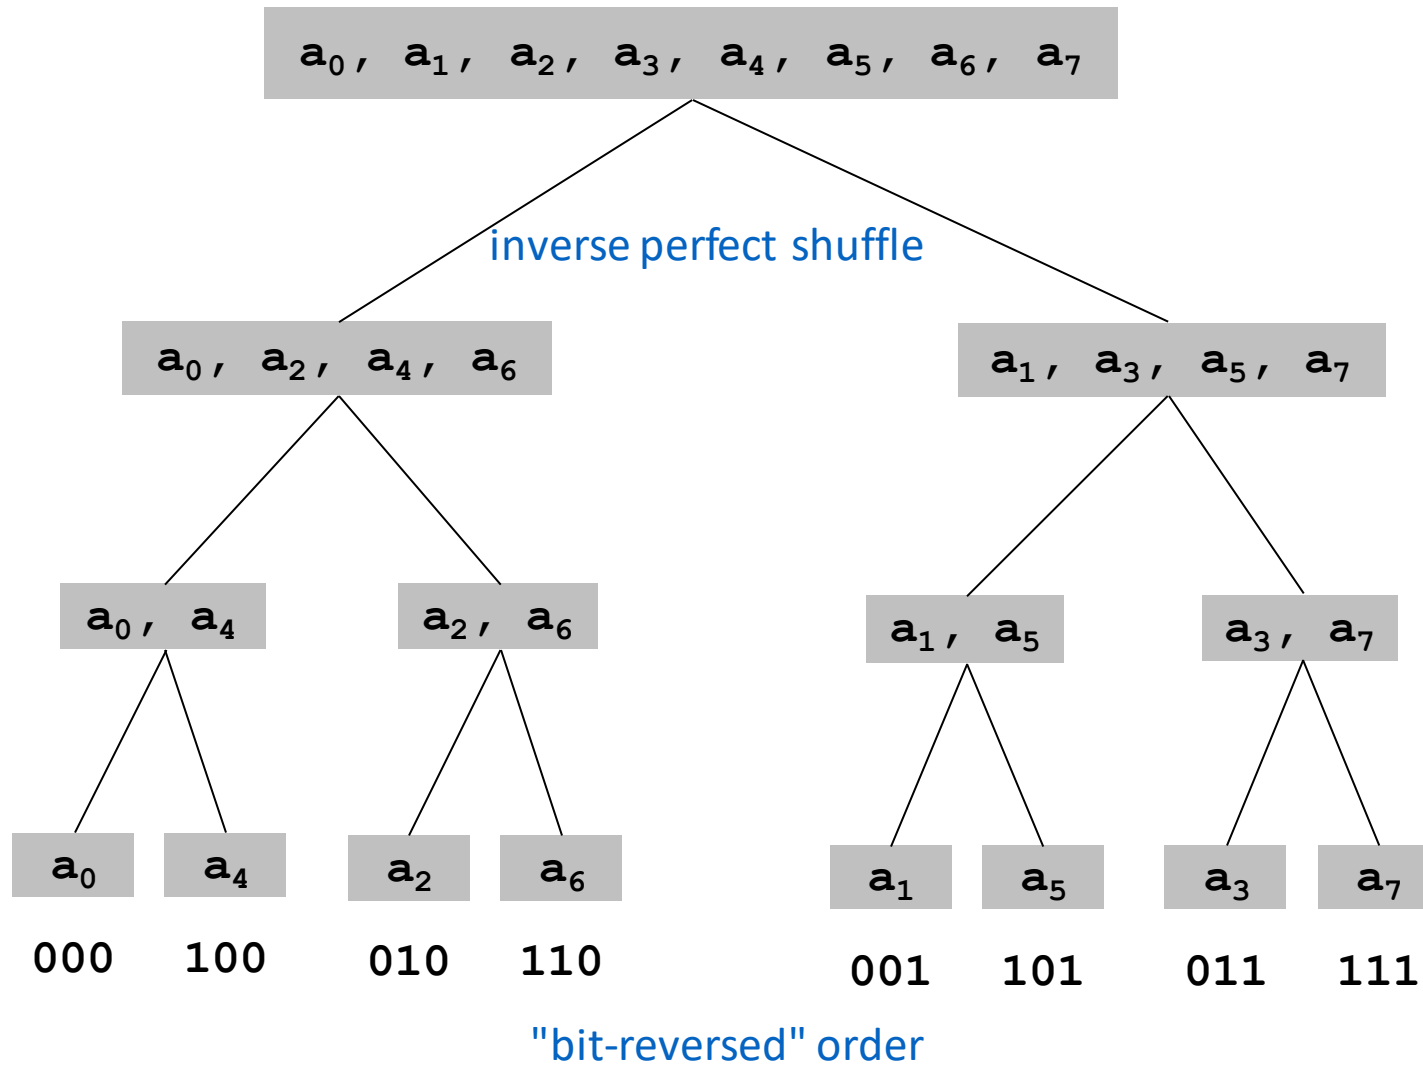 a0, a1, a2, a3, a4, a5, a6, a7
inverse perfect shuffle
a0, a2, a4, a6
a1, a3, a5, a7
a0, a4
a2, a6
a1, a5
a3, a7
a0
a4
a2
a6
a1
a5
a3
a7
000
100
010
110
001
101
011
111
"bit-reversed" order